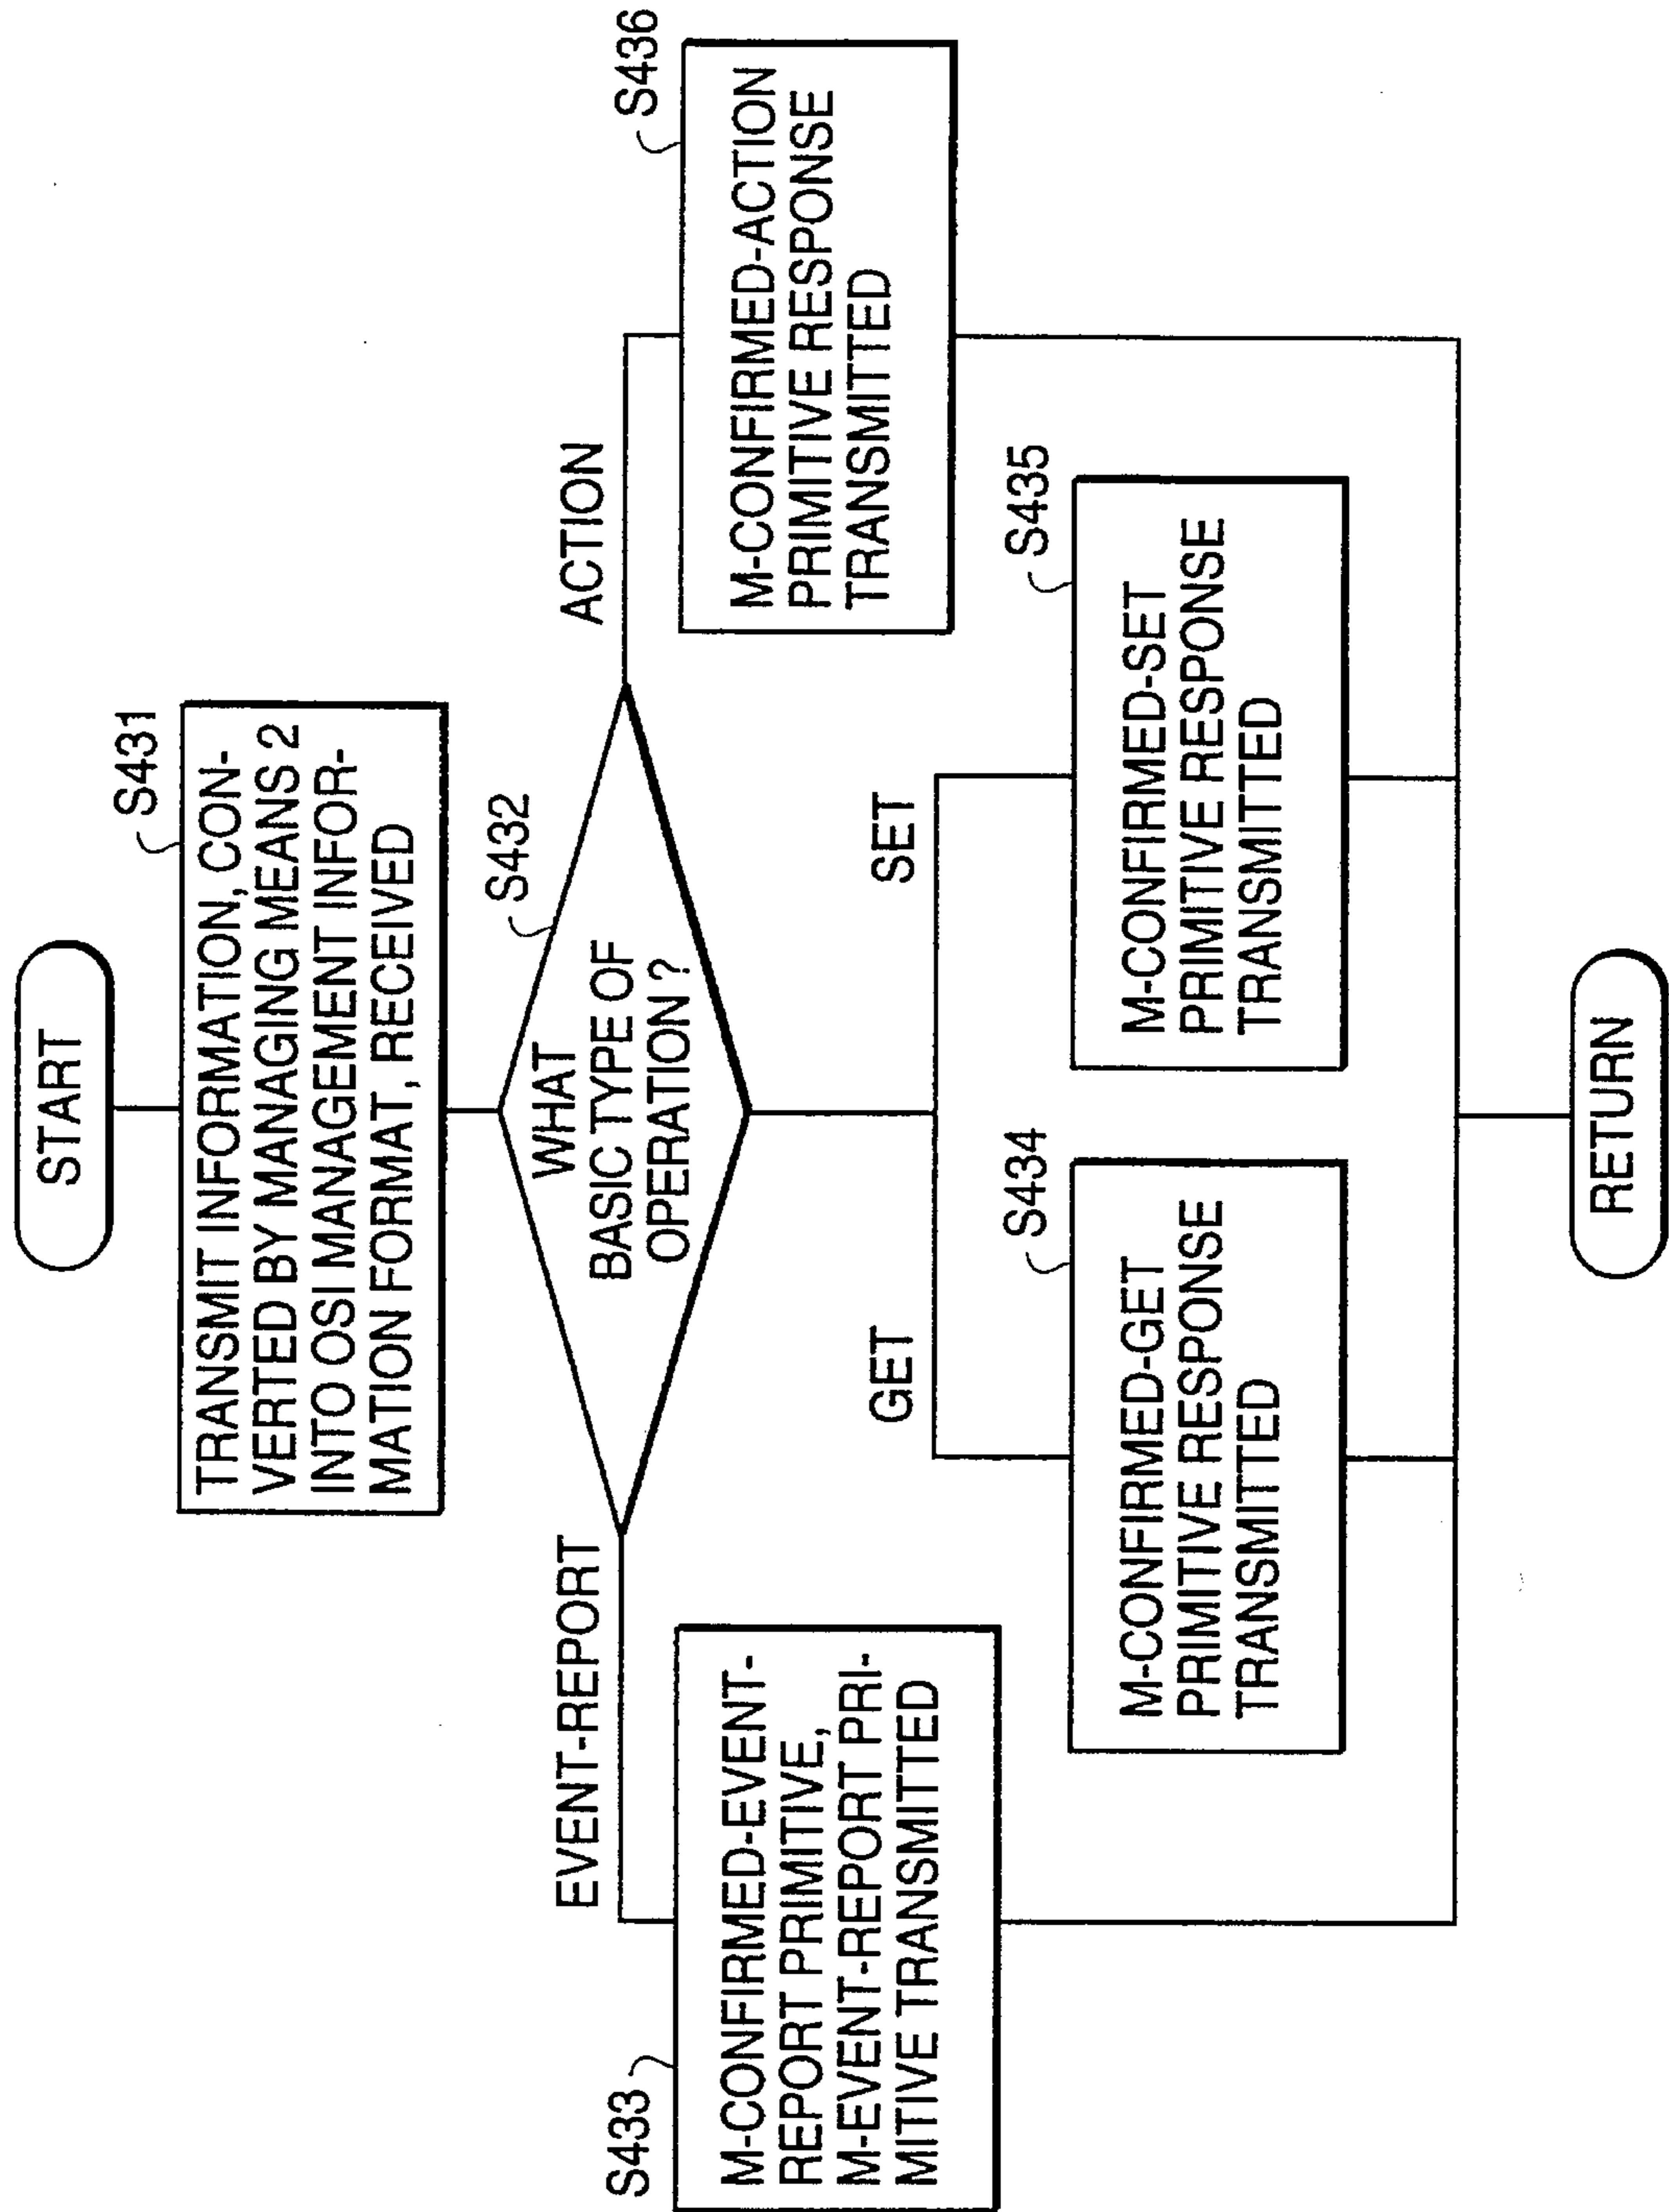 START
S431
TRANSMIT INFORMATION, CON-
VERTED BY MANAGING MEANS 2
INTO OSI MANAGEMENT INFOR-
MATION FORMAT, RECEIVED
S432
WHAT
BASIC TYPE OF
OPERATION ?
EVENT-REPORT
ACTION
S433
M-CONFIRMED-EVENT-
REPORT PRIMITIVE,
M-EVENT-REPORT PRI-
MITIVE TRANSMITTED
GET
SET
S434
M-CONFIRMED-GET
PRIMITIVE RESPONSE
TRANSMITTED
S435
M-CONFIRMED-SET
PRIMITIVE RESPONSE
TRANSMITTED
S436
M-CONFIRMED-ACTION
PRIMITIVE RESPONSE
TRANSMITTED
RETURN